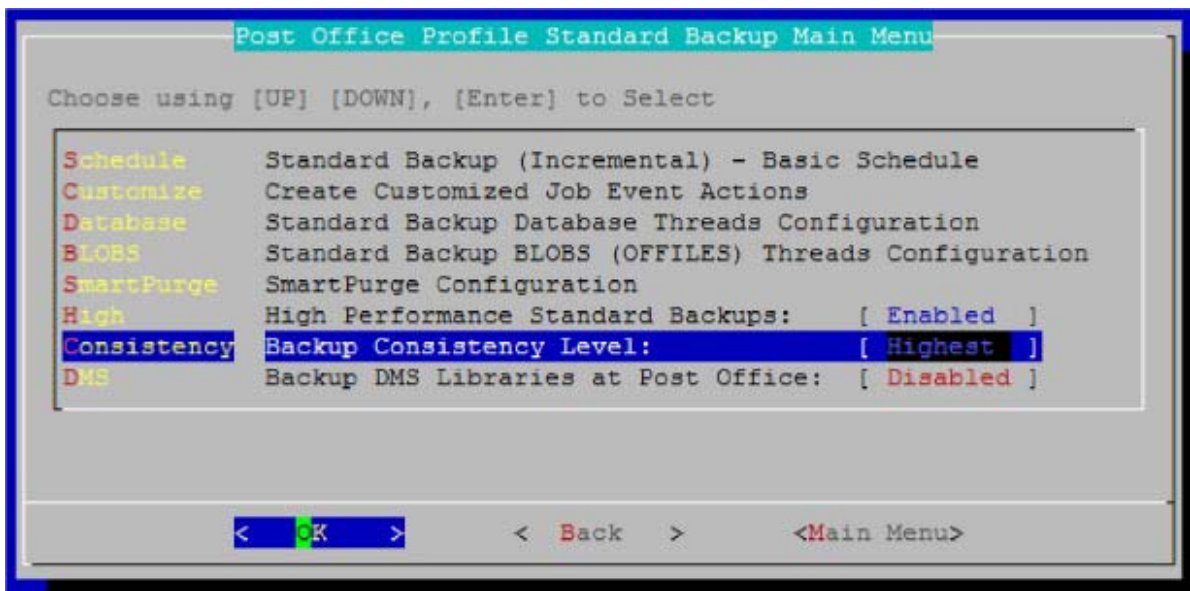 Post Office Profile Standard Backup Main Menu
Choose using [UP] [DOWN], [Enter] to Select
Schedule Standard Backup (Incremental) - Basic Schedule
Customize Create Customized Job Event Actions
Database Standard Backup Database Threads Configuration
BLOBS Standard Backup BLOBS (OFFILES) Threads Configuration
SmartPurge SmartPurge Configuration
High High Performance Standard Backups: [ Enabled ]
Consistency Backup Consistency Level: [ Highest ]
DMS Backup DMS Libraries at Post Office: [ Disabled ]
< OK > < Back > <Main Menu>